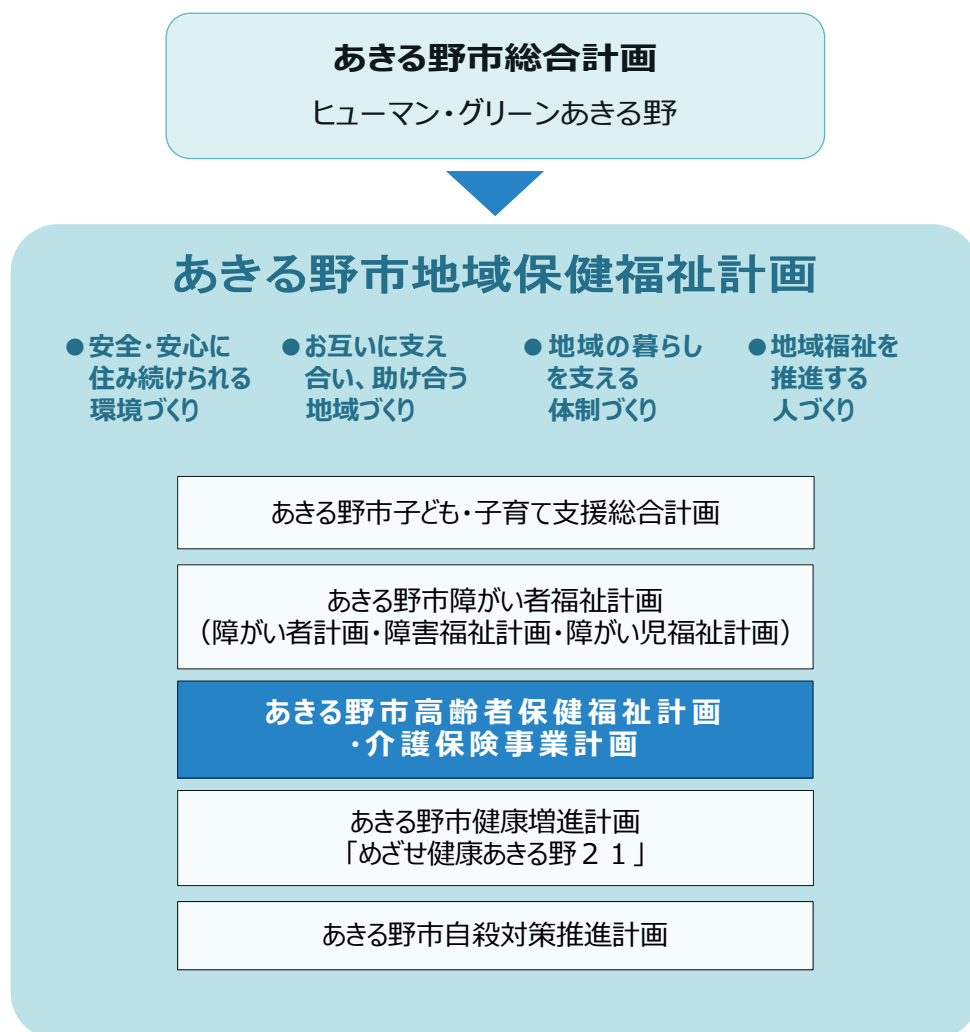 あきる野市総合計画
ヒューマン・グリーンあきる野
あきる野市地域保健福祉計画
●安全・安心に
住み続けられる
環境づくり
●お互いに支え
合い、助け合う
地域づくり
●地域の暮らし
を支える
体制づくり
●地域福祉を
推進する
人づくり
あきる野市子ども・子育て支援総合計画
あきる野市障がい者福祉計画
（障がい者計画・障害福祉計画・障がい児福祉計画）
あきる野市高齢者保健福祉計画
・介護保険事業計画
あきる野市健康増進計画
「めざせ健康あきる野２１」
あきる野市自殺対策推進計画